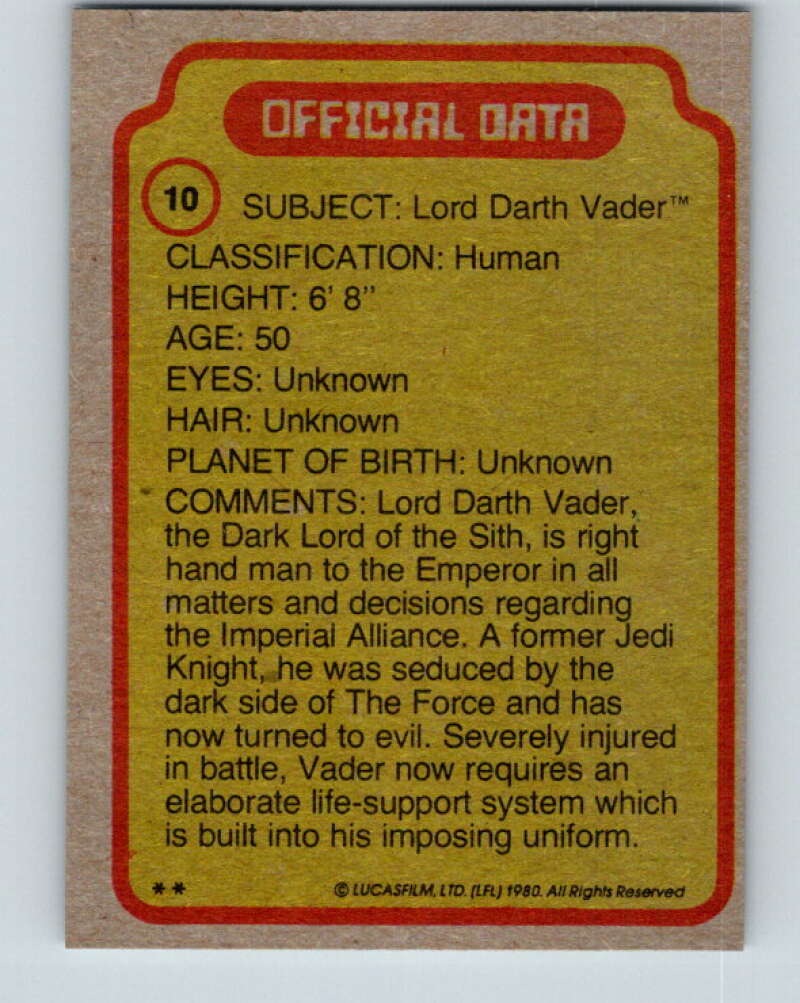 OFFICIAL DATA
10
SUBJECT: Lord Darth Vader™
CLASSIFICATION: Human
HEIGHT: 6' 8"
AGE: 50
EYES: Unknown
HAIR: Unknown
PLANET OF BIRTH: Unknown
COMMENTS: Lord Darth Vader,
the Dark Lord of the Sith, is right
hand man to the Emperor in all
matters and decisions regarding
the Imperial Alliance. A former Jedi
Knight, he was seduced by the
dark side of The Force and has
now turned to evil. Severely injured
in battle, Vader now requires an
elaborate life-support system which
is built into his imposing uniform.
** © LUCASFILM, LTD. (LFL) 1980. All Rights Reserved